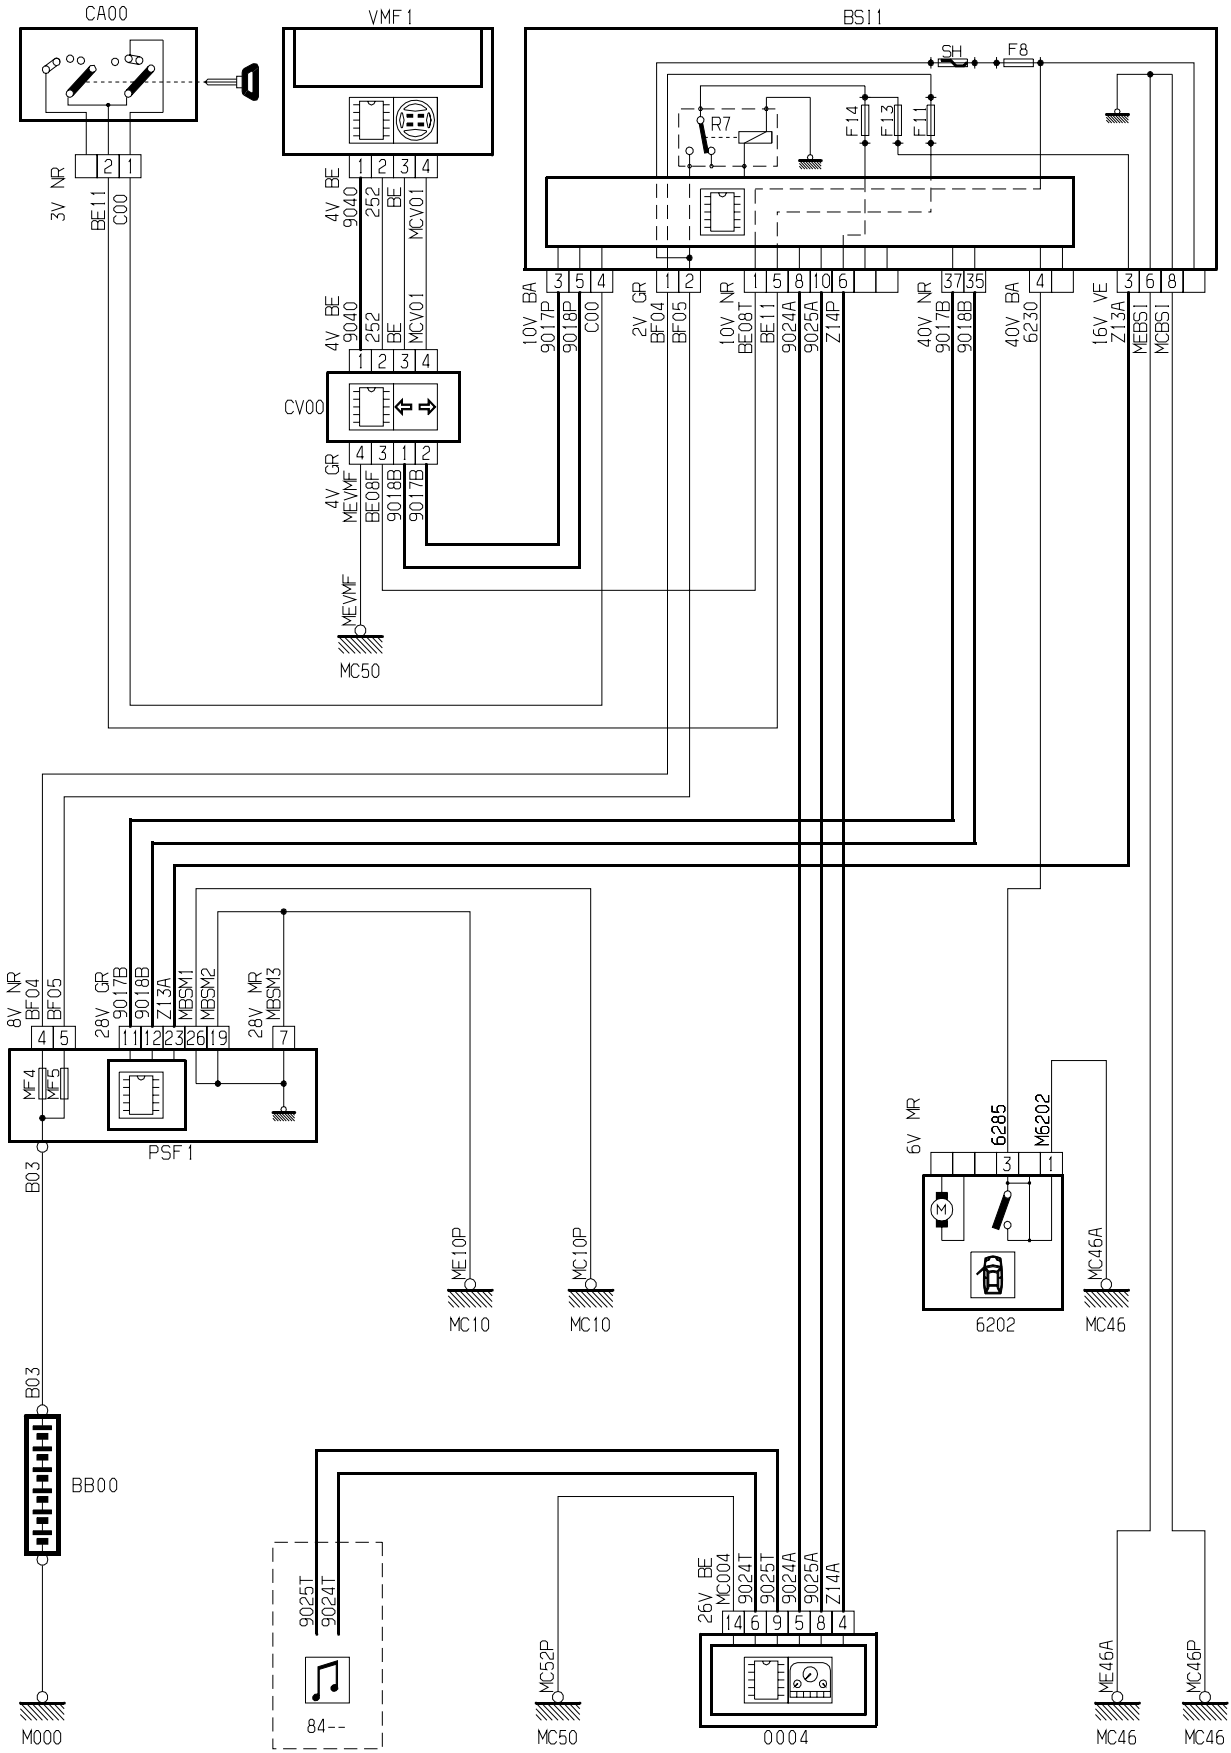 CA00
VMF1
BSI1
SH
F8
R7
F14
F13
F11
3V NR
2
1
BE11
C00
1
2
3
4
4V BE
9040
252
BE
MCV01
4V BE
9040
252
BE
MCV01
1
2
3
4
CV00
4
3
1
2
4V GR
MEVMF
BE08F
9018B
9017B
MEVMF
MC50
3
5
4
10V BA
9017P
9018P
C00
1
2
2V GR
BF04
BF05
1
5
8
10
6
10V NR
BE08T
BE11
9024A
9025A
Z14P
37
35
40V NR
9017B
9018B
4
40V BA
6230
3
6
8
16V VE
Z13A
MEBSI
MCBSI
8V NR
BF04
BF05
28V GR
9017B
9018B
Z13A
MBSM1
MBSM2
28V MR
MBSM3
4
5
11
12
23
26
19
7
MF4
MF5
PSF1
B03
B03
BB00
M000
ME10P
MC10
MC10P
MC10
6V MR
6285
M6202
3
1
M
6202
MC46A
MC46
9025T
9024T
84--
MC52P
MC50
26V BE
MC004
9024T
9025T
9024A
9025A
Z14A
14
6
9
5
8
4
0004
ME46A
MC46
MC46P
MC46